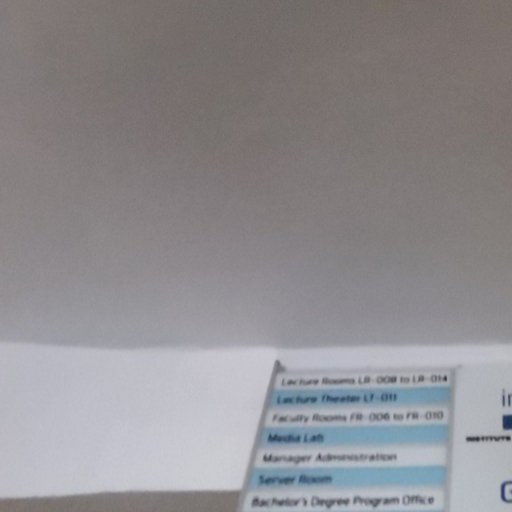 Lecture Rooms LR-008 to LR-014
Lecture Theater LT-011
Faculty Rooms FR-006 to FR-010
Media Lab
Manager Administration
Server Room
Bachelor's Degree Program Office
INSTITUTE